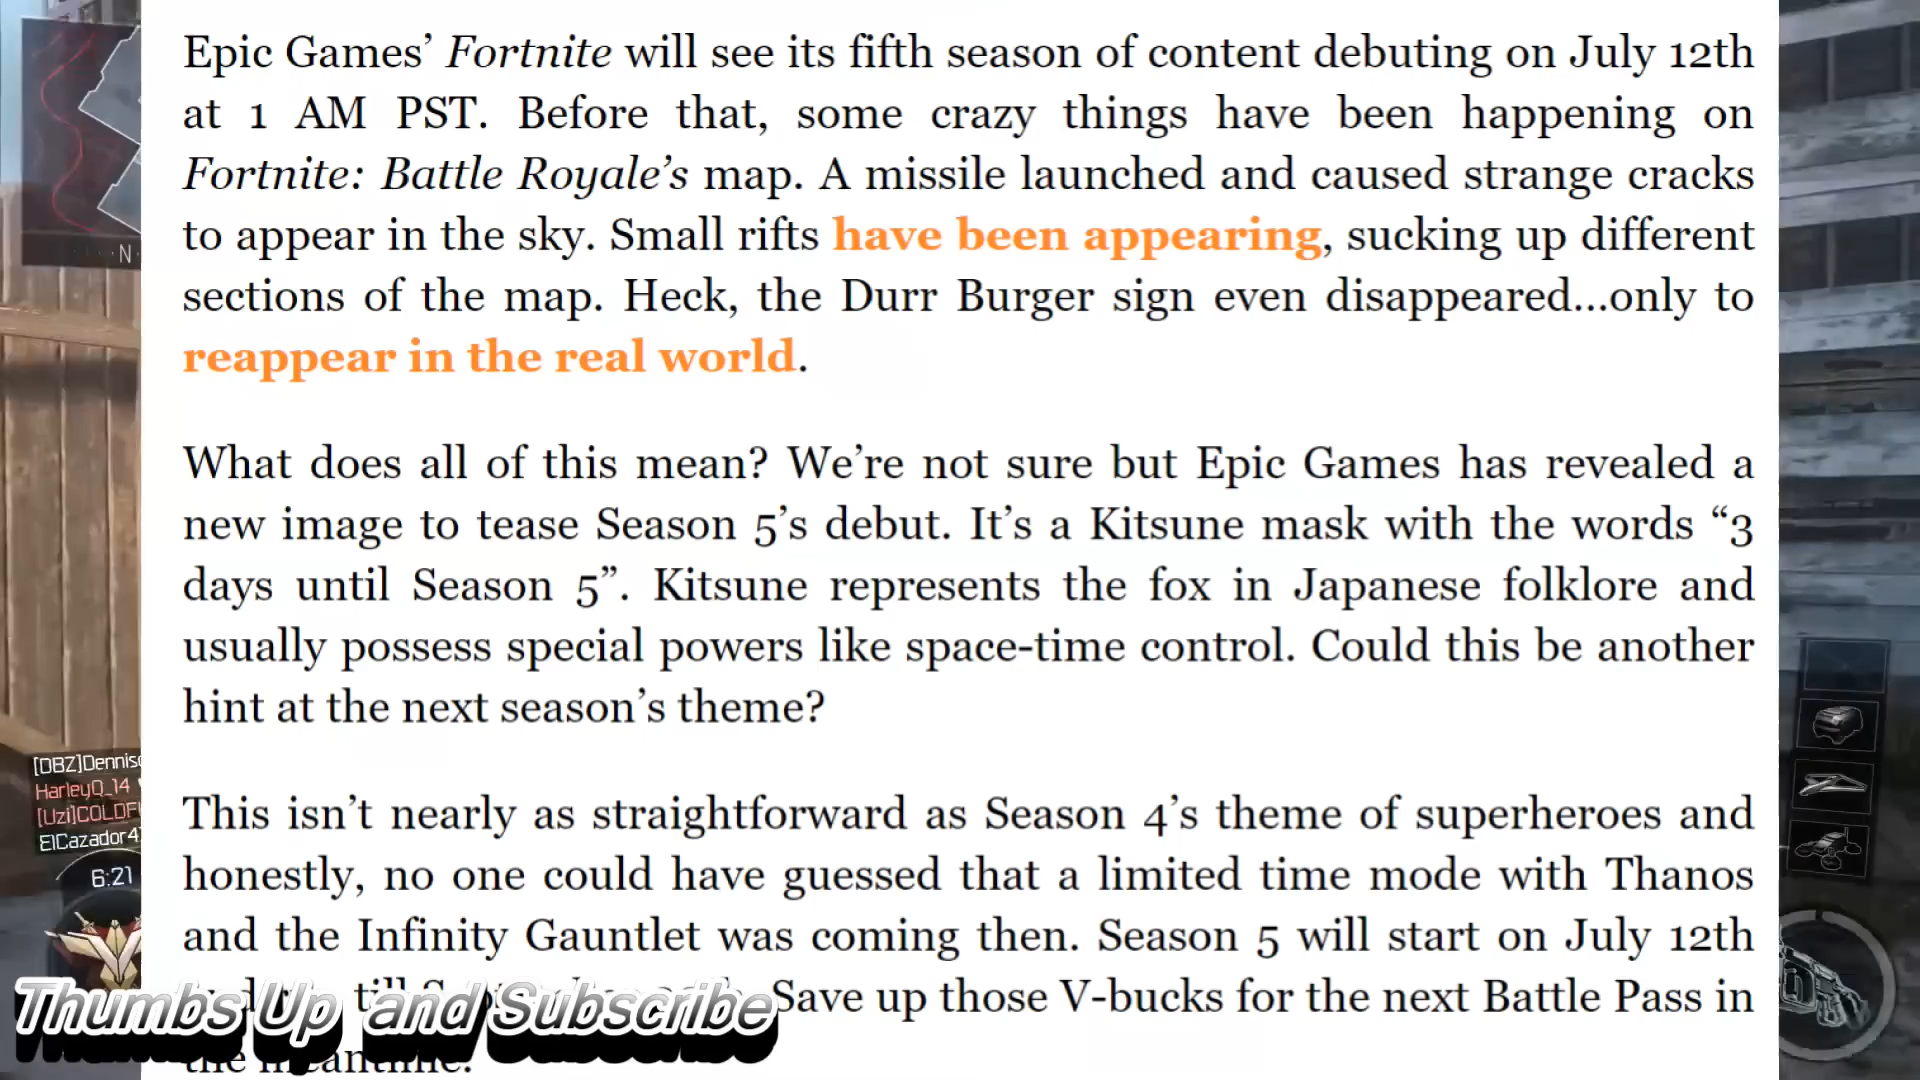 Epic Games’ Fortnite will see its fifth season of content debuting on July 12th
at 1 AM PST. Before that, some crazy things have been happening on
Fortnite: Battle Royale’s map. A missile launched and caused strange cracks
to appear in the sky. Small rifts have been appearing, sucking up different
sections of the map. Heck, the Durr Burger sign even disappeared...only to
reappear in the real world.
What does all of this mean? We’re not sure but Epic Games has revealed a
new image to tease Season 5’s debut. It’s a Kitsune mask with the words “3
days until Season 5”. Kitsune represents the fox in Japanese folklore and
usually possess special powers like space-time control. Could this be another
hint at the next season’s theme?
This isn’t nearly as straightforward as Season 4’s theme of superheroes and
honestly, no one could have guessed that a limited time mode with Thanos
and the Infinity Gauntlet was coming then. Season 5 will start on July 12th
Save up those V-bucks for the next Battle Pass in
the meantime.
N
[DBZ]Dennis
HarleyQ_14
[Uzi]COLDF
ElCazador4
6:21
Thumbs Up and Subscribe